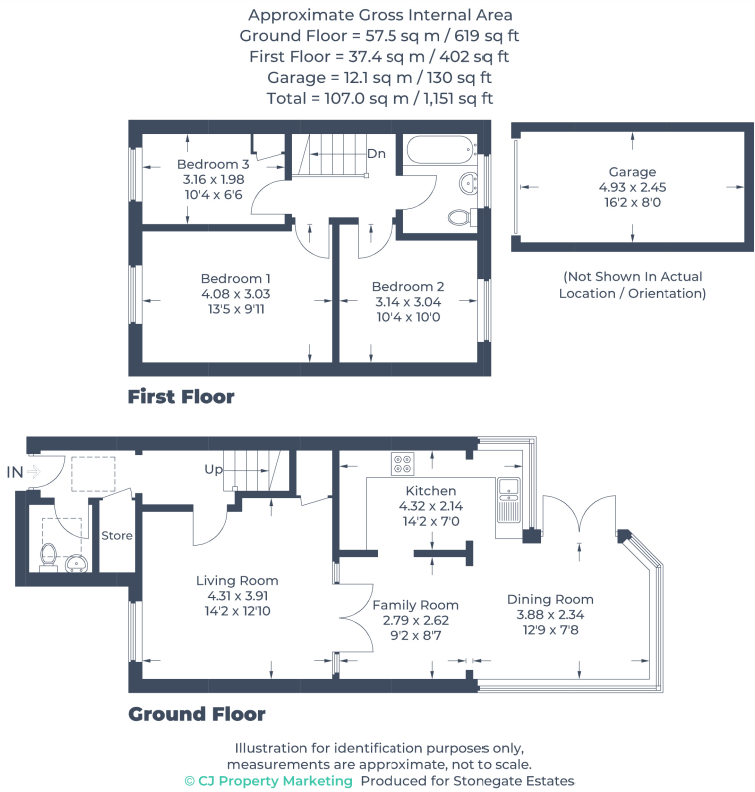 Approximate Gross Internal Area
Ground Floor = 57.5 sq m / 619 sq ft
First Floor = 37.4 sq m / 402 sq ft
Garage = 12.1 sq m / 130 sq ft
Total = 107.0 sq m / 1,151 sq ft
Bedroom 3
3.16 x 1.98
10'4 x 6'6
Dn
Garage
4.93 x 2.45
16'2 x 8'0
(Not Shown In Actual
Location / Orientation)
Bedroom 1
4.08 x 3.03
13'5 x 9'11
Bedroom 2
3.14 x 3.04
10'4 x 10'0
First Floor
IN
Up
Store
Kitchen
4.32 x 2.14
14'2 x 7'0
Living Room
4.31 x 3.91
14'2 x 12'10
Family Room
2.79 x 2.62
9'2 x 8'7
Dining Room
3.88 x 2.34
12'9 x 7'8
Ground Floor
Illustration for identification purposes only,
measurements are approximate, not to scale.
© CJ Property Marketing Produced for Stonegate Estates